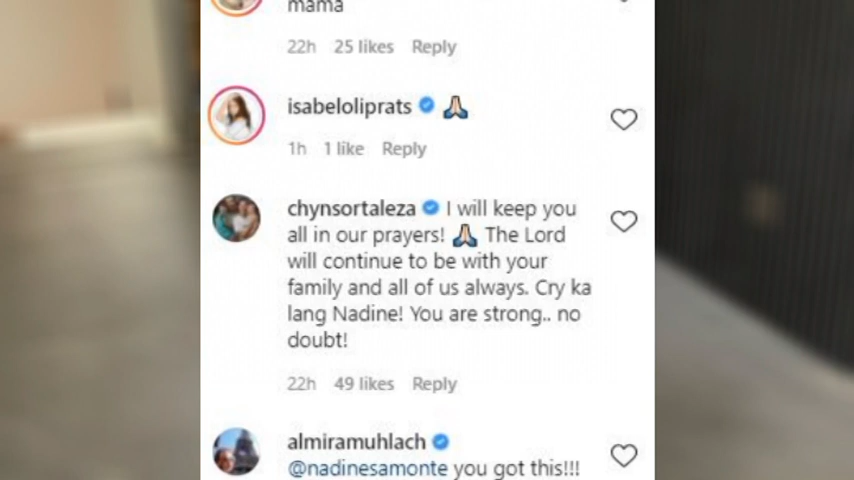 mama
22h 25 likes Reply
isabeloliprats 🙏🏻
1h 1 like Reply
chynsortaleza I will keep you
all in our prayers! 🙏🏻 The Lord
will continue to be with your
family and all of us always. Cry ka
lang Nadine! You are strong.. no
doubt!
22h 49 likes Reply
almiramuhlach
@nadinesamonte you got this!!!